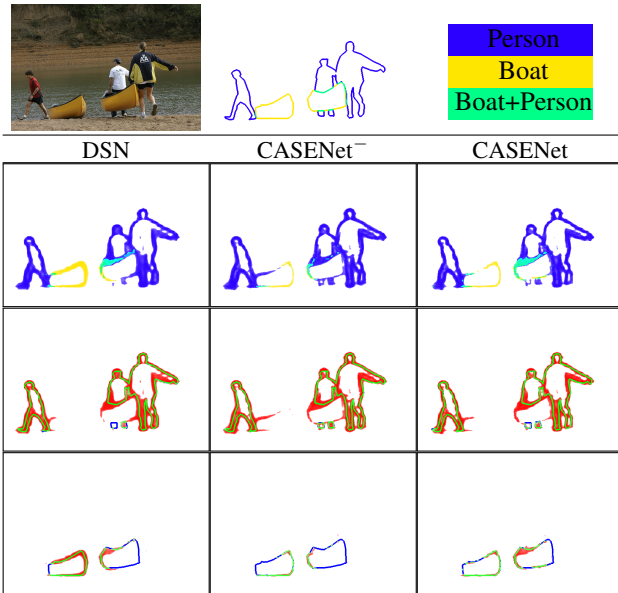 Person
Boat
Boat+Person
DSN
CASENet⁻
CASENet